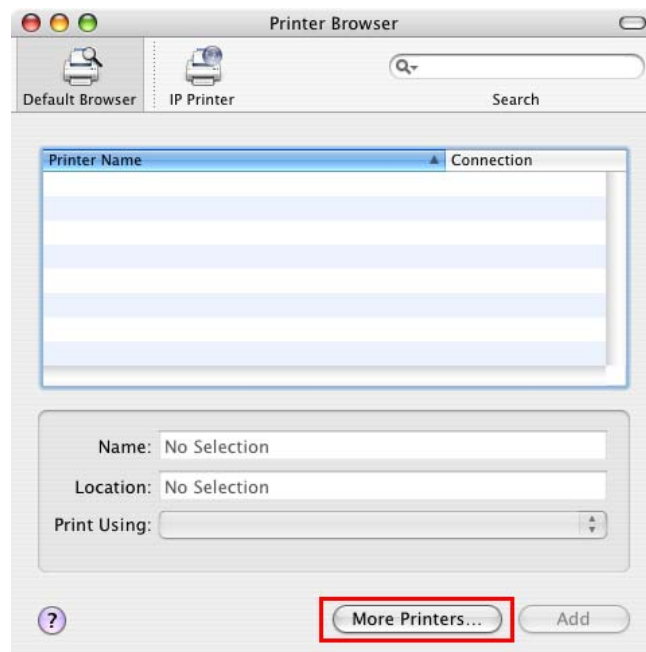 Printer Browser
Default Browser IP Printer Search
Printer Name Connection
Name: No Selection
Location: No Selection
Print Using:
? More Printers... Add